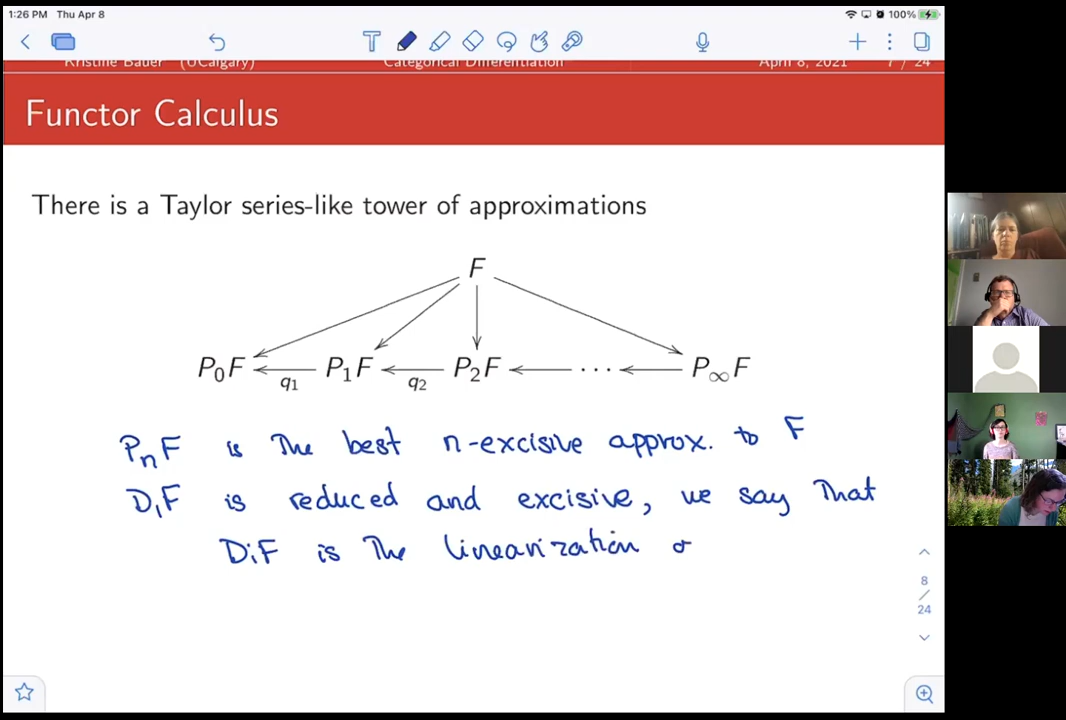 1:26 PM Thu Apr 8
100%
Kristine Bauer (UCalgary) Categorical Differentiation April 8, 2021 7 / 24
Functor Calculus
There is a Taylor series-like tower of approximations
F
P₀F q₁ P₁F q₂ P₂F ⋯ P∞F
PₙF is the best n-excisive approx. to F
D₁F is reduced and excisive, we say that
D₁F is the linearization o
8
/
24